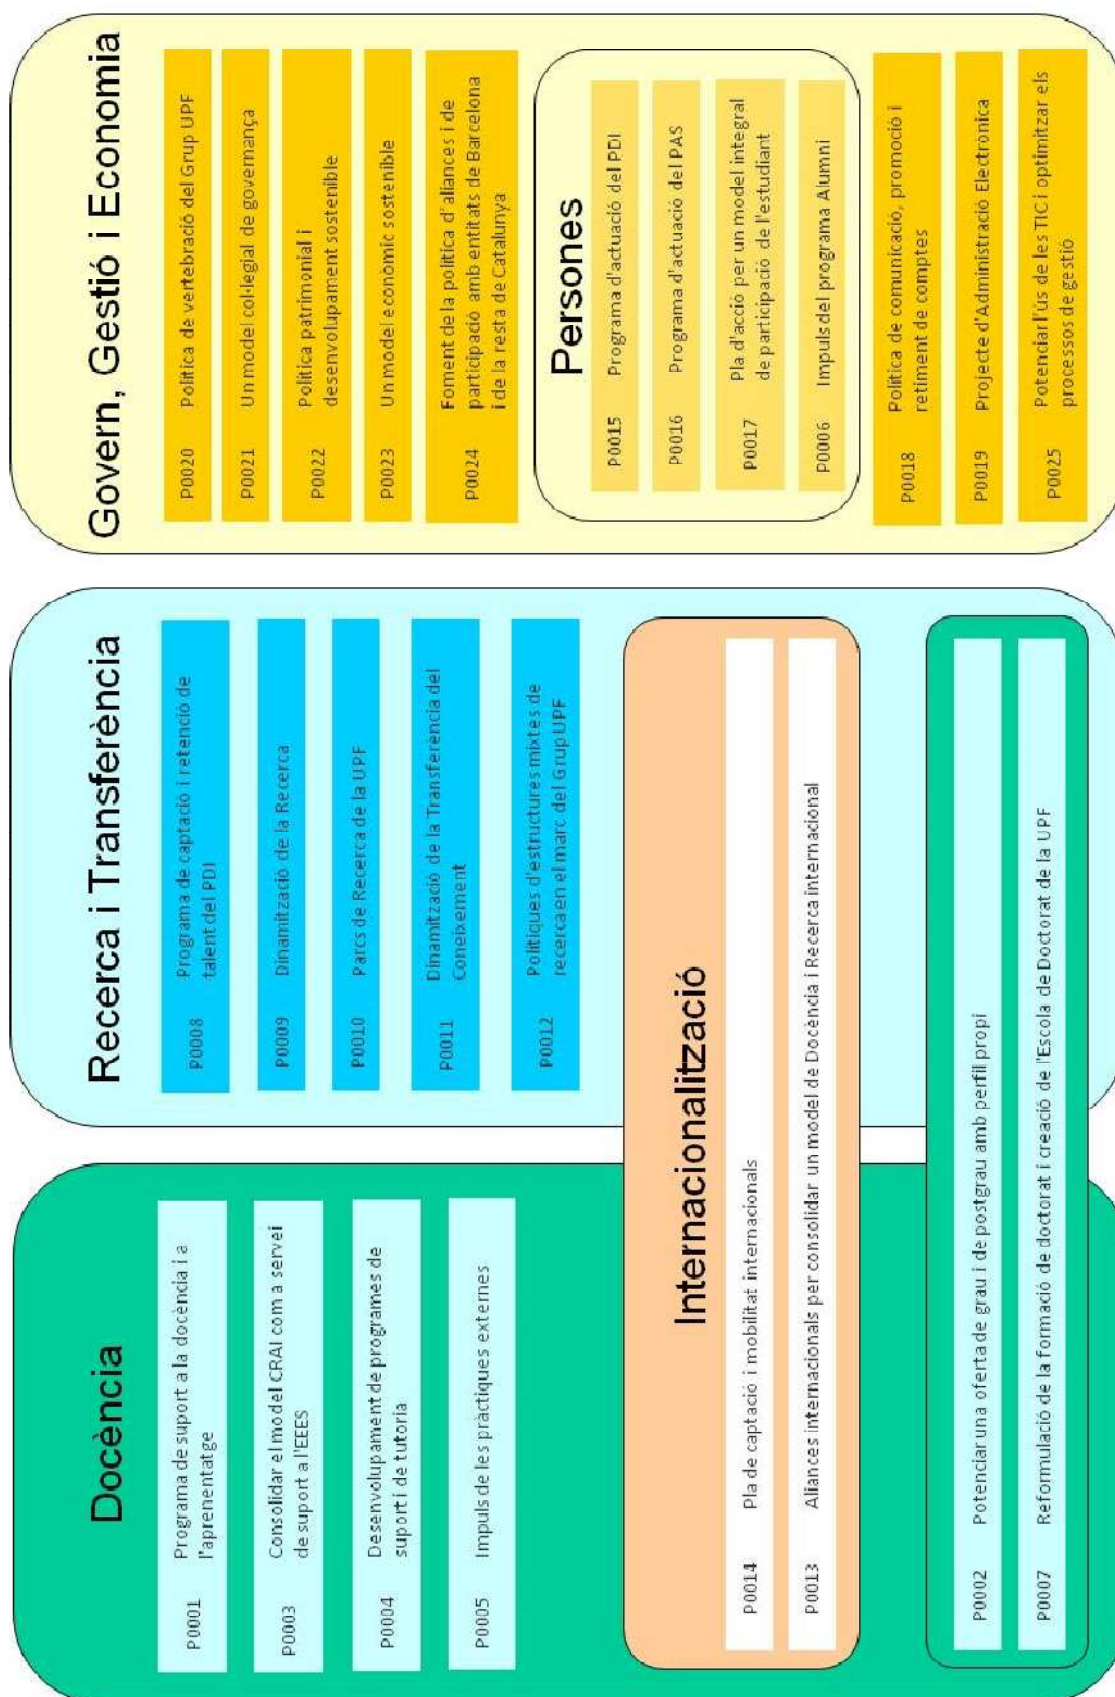 Docència
P0001 Programa de suport a la docència i a
l'aprenentatge
P0003 Consolidar el model CRAI com a servei
de suport a l'EEES
P0004 Desenvolupament de programes de
suport i de tutoria
P0005 Impuls de les pràctiques externes
Recerca i Transferència
P0008 Programa de captació i retenció de
talent del PDI
P0009 Dinamització de la Recerca
P0010 Parcs de Recerca de la UPF
P0011 Dinamització de la Transferència del
Coneixement
P0012 Polítiques d'estructures mixtes de
recerca en el marc del Grup UPF
Internacionalització
P0014 Pla de captació i mobilitat internacionals
P0013 Aliances internacionals per consolidar un model de Docència i Recerca internacional
P0002 Potenciar una oferta de grau i de postgrau amb perfil propi
P0007 Reformulació de la formació de doctorat i creació de l'Escola de Doctorat de la UPF
Govern, Gestió i Economia
P0020 Política de vertebració del Grup UPF
P0021 Un model col·legial de governança
P0022 Política patrimonial i
desenvolupament sostenible
P0023 Un model econòmic sostenible
P0024 Foment de la política d'aliances i de
participació amb entitats de Barcelona
i de la resta de Catalunya
Persones
P0015 Programa d'actuació del PDI
P0016 Programa d'actuació del PAS
P0017 Pla d'acció per un model integral
de participació de l'estudiant
P0006 Impuls del programa Alumni
P0018 Política de comunicació, promoció i
retiment de comptes
P0019 Projecte d'Administració Electrònica
P0025 Potenciar l'ús de les TIC i optimitzar els
processos de gestió